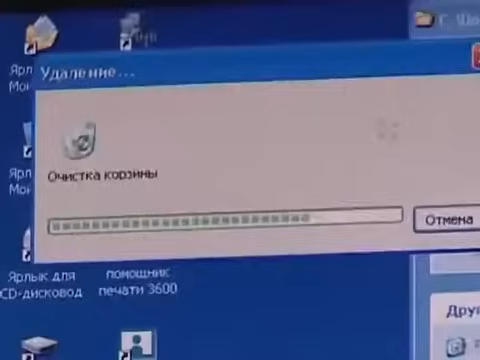 Удаление...
Очистка корзины
Отмена
Ярлык для
CD-дисковод
помощник
печати 3600